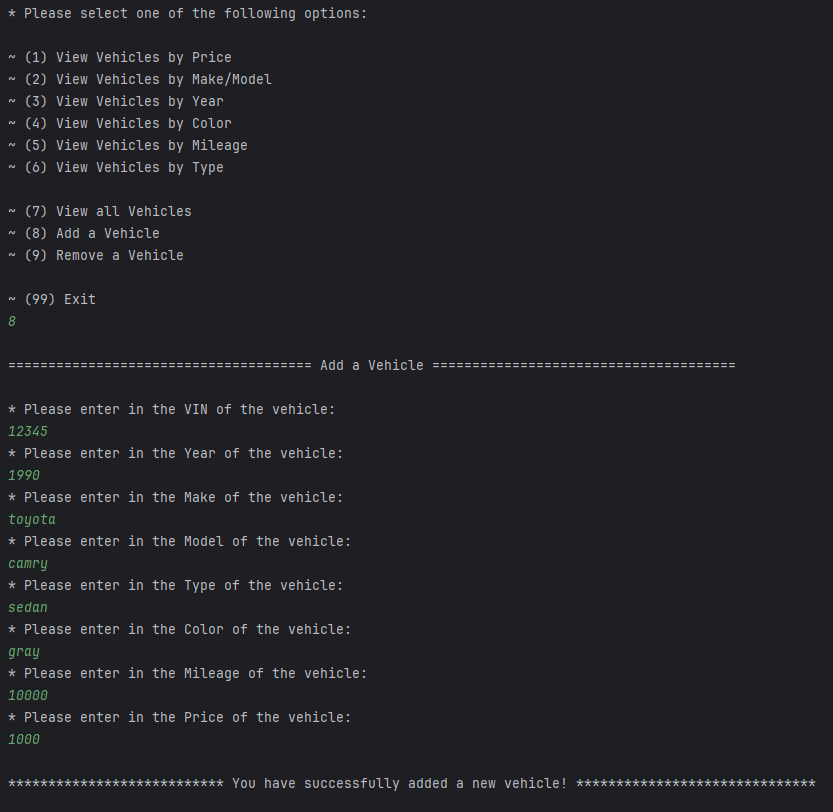 * Please select one of the following options:
~ (1) View Vehicles by Price
~ (2) View Vehicles by Make/Model
~ (3) View Vehicles by Year
~ (4) View Vehicles by Color
~ (5) View Vehicles by Mileage
~ (6) View Vehicles by Type
~ (7) View all Vehicles
~ (8) Add a Vehicle
~ (9) Remove a Vehicle
~ (99) Exit
8
====================================== Add a Vehicle ======================================
* Please enter in the VIN of the vehicle:
12345
* Please enter in the Year of the vehicle:
1990
* Please enter in the Make of the vehicle:
toyota
* Please enter in the Model of the vehicle:
camry
* Please enter in the Type of the vehicle:
sedan
* Please enter in the Color of the vehicle:
gray
* Please enter in the Mileage of the vehicle:
10000
* Please enter in the Price of the vehicle:
1000
*************************** You have successfully added a new vehicle! ******************************